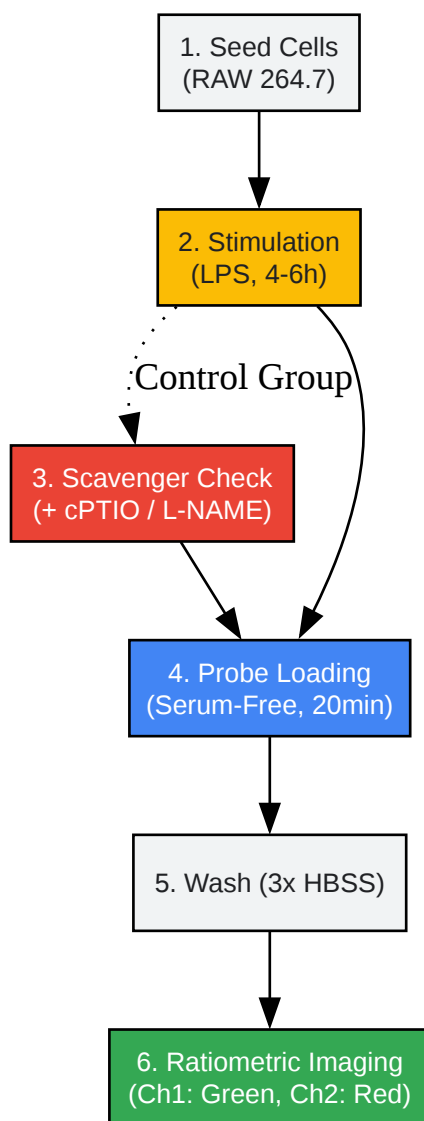 1. Seed Cells
(RAW 264.7)
2. Stimulation
(LPS, 4-6h)
Control Group
3. Scavenger Check
(+ cPTIO / L-NAME)
4. Probe Loading
(Serum-Free, 20min)
5. Wash (3x HBSS)
6. Ratiometric Imaging
(Ch1: Green, Ch2: Red)